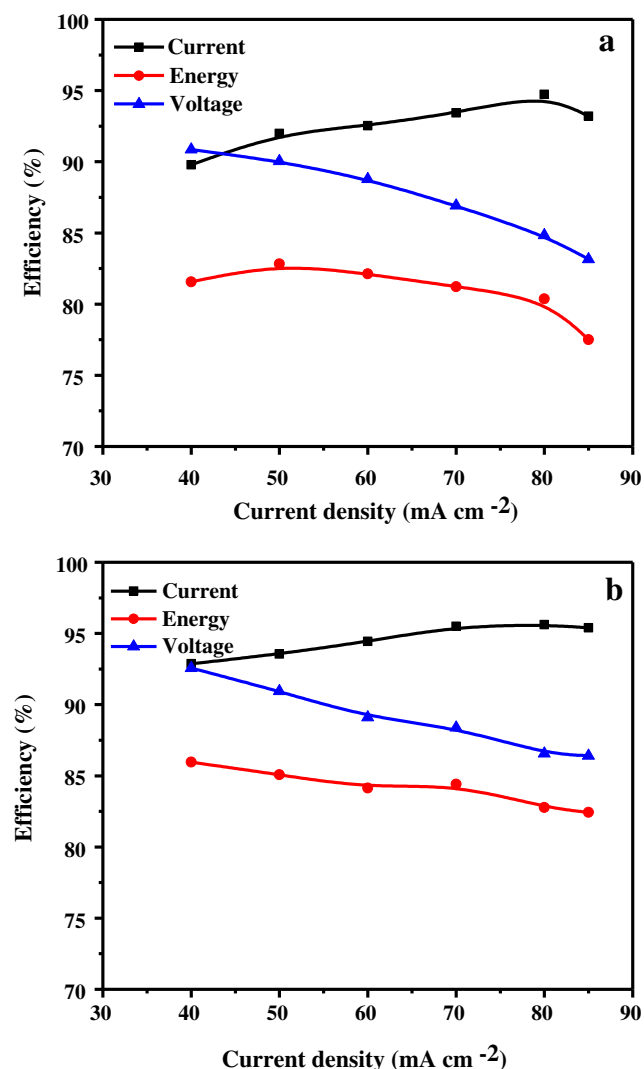 100
95
90
85
80
75
70
30 40 50 60 70 80 90
Efficiency (%)
Current density (mA cm -2)
Current
Energy
Voltage
a
100
95
90
85
80
75
70
30 40 50 60 70 80 90
Efficiency (%)
Current density (mA cm -2)
Current
Energy
Voltage
b